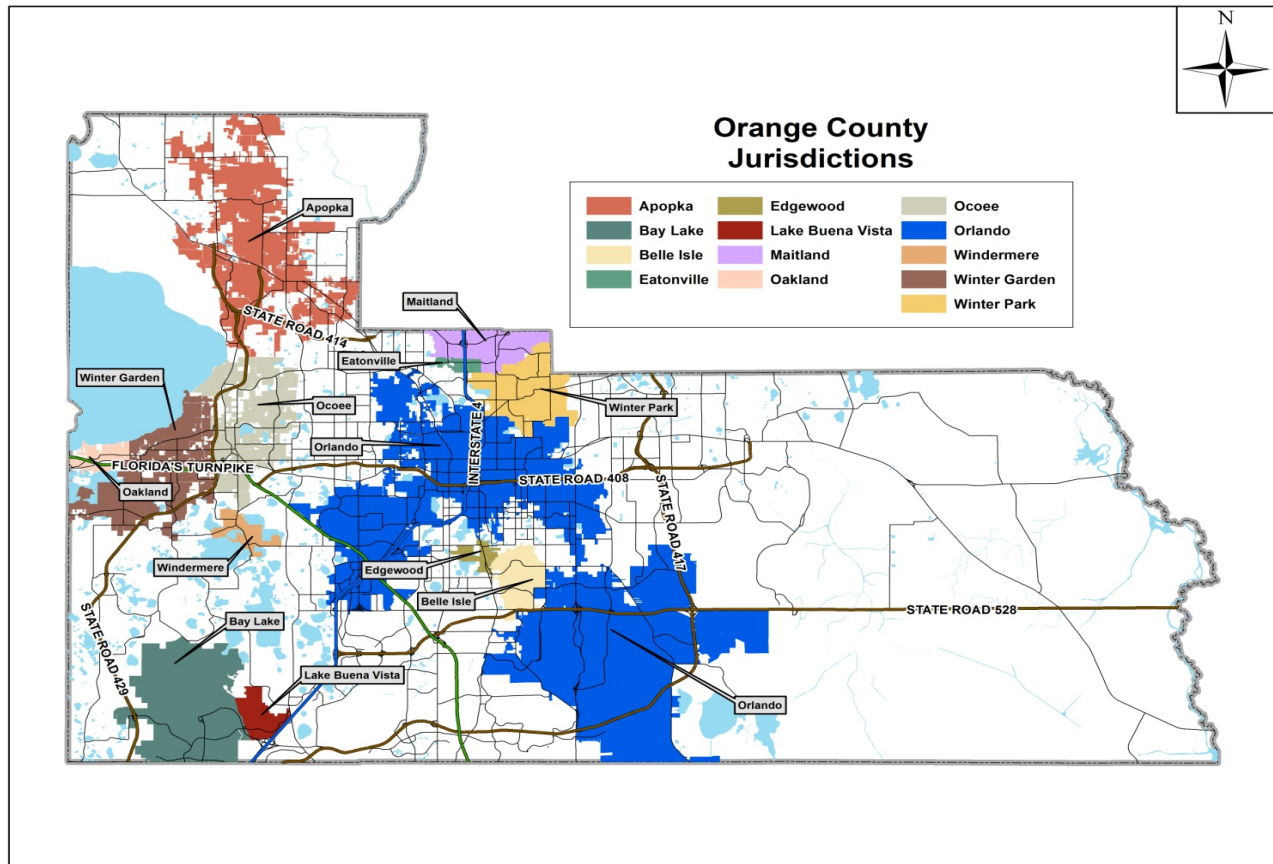 N
Orange County
Jurisdictions
Apopka
Edgewood
Ocoee
Bay Lake
Lake Buena Vista
Orlando
Belle Isle
Maitland
Windermere
Eatonville
Oakland
Winter Garden
Winter Park
Apopka
Maitland
STATE ROAD 414
Eatonville
Winter Garden
Ocoee
Winter Park
Orlando
INTERSTATE 4
FLORIDA'S TURNPIKE
STATE ROAD 408
Oakland
STATE ROAD 417
Windermere
Edgewood
Belle Isle
STATE ROAD 528
Bay Lake
STATE ROAD 429
Lake Buena Vista
Orlando